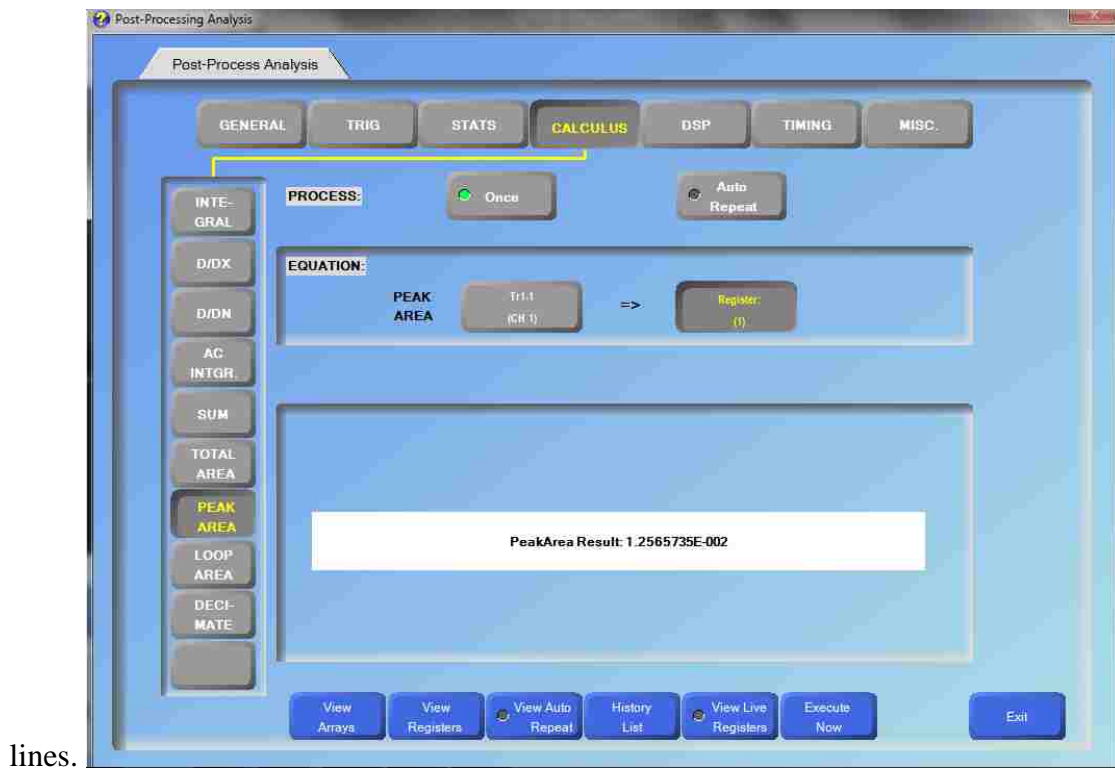 Post-Processing Analysis
Post-Process Analysis
GENERAL TRIG STATS CALCULUS DSP TIMING MISC.
INTE-
GRAL
D/DX
D/DN
AC
INTGR.
SUM
TOTAL
AREA
PEAK
AREA
LOOP
AREA
DECI-
MATE
PROCESS: Once
Auto
Repeat
EQUATION:
PEAK
AREA
Tr1-1
(CH 1)
=>
Register:
(1)
PeakArea Result: 1.2565735E-002
View
Arrays
View
Registers
View Auto
Repeat
History
List
View Live
Registers
Execute
Now
Exit
lines.